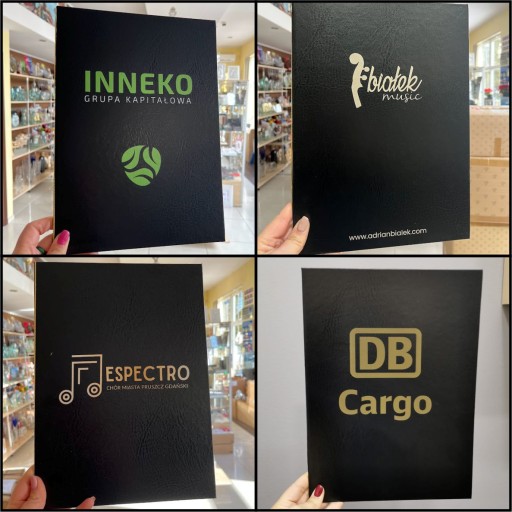 INNEKO
GRUPA KAPITAŁOWA
białek
music
www.adrianbialek.com
ESPECTRO
CHÓR MIASTA PRUSZCZ GDAŃSKI
DB
Cargo